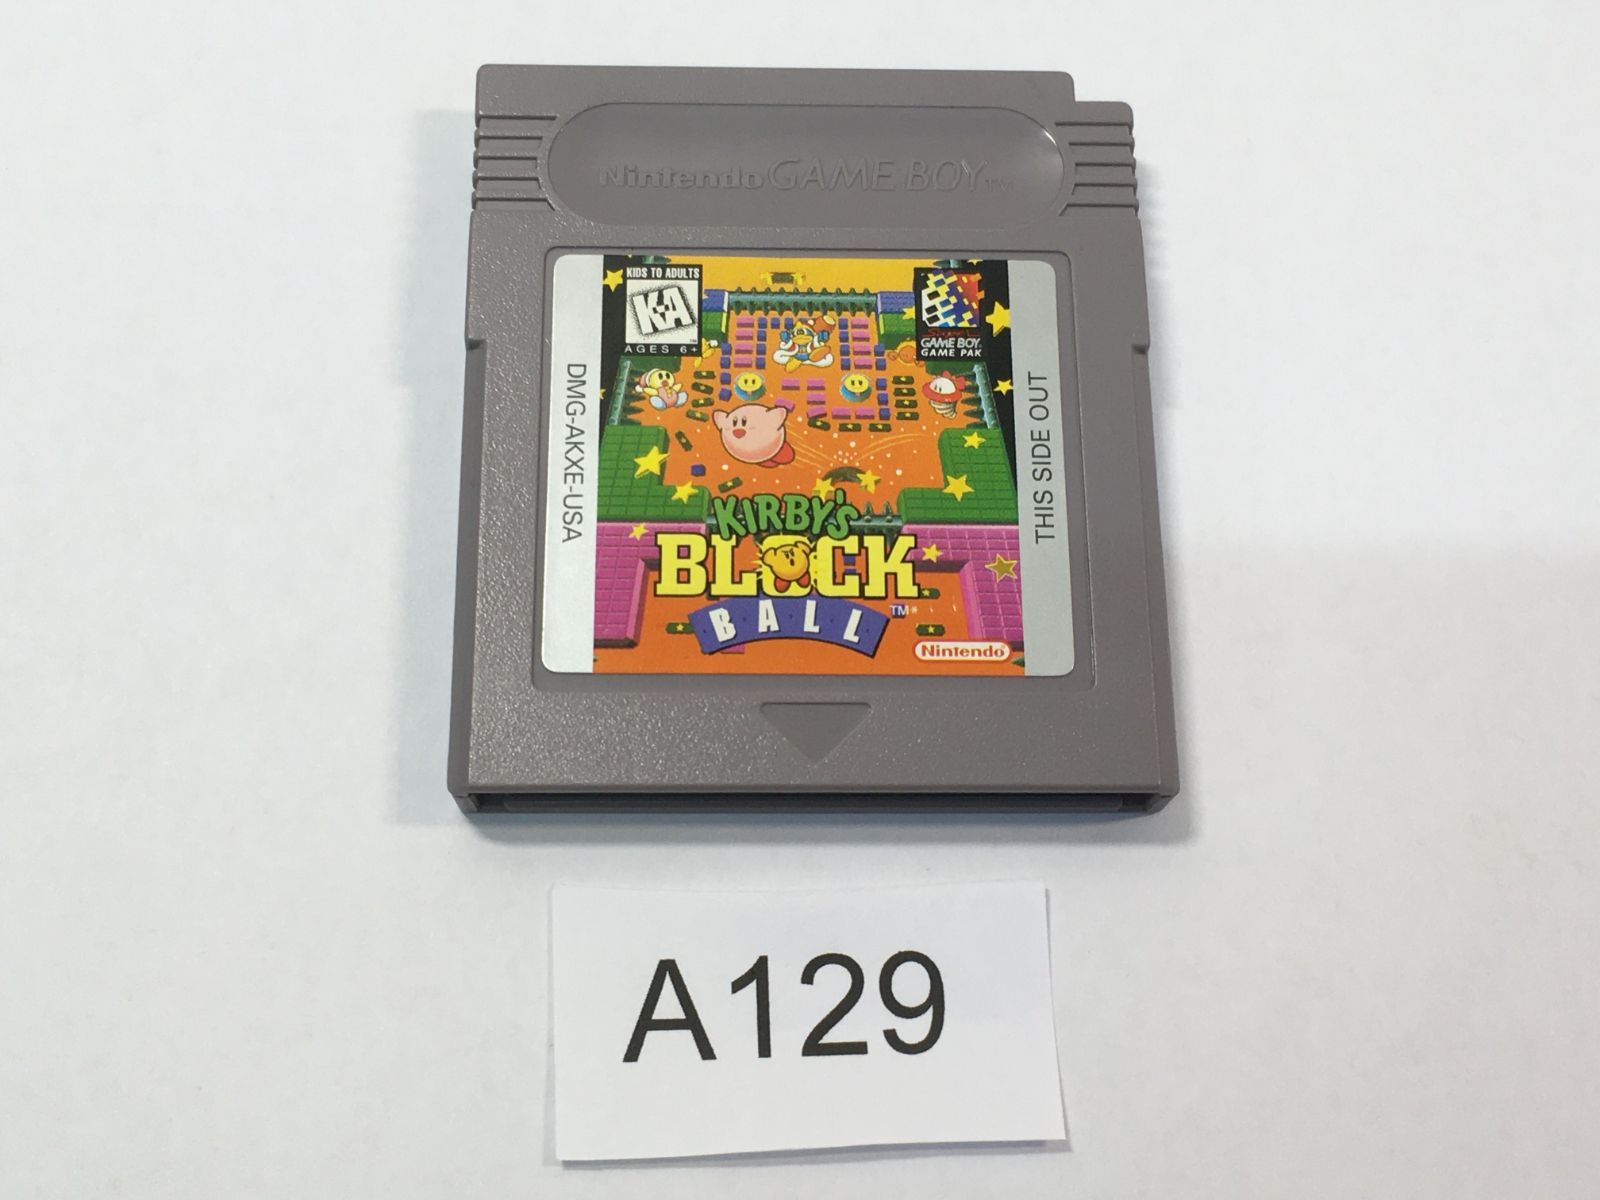 Nintendo GAME BOY TM
KIDS TO ADULTS
K-A
AGES 6+
Super
GAME BOY
GAME PAK
DMG-AKXE-USA
THIS SIDE OUT
KIRBY'S
BLOCK
BALL TM*
Nintendo
A129